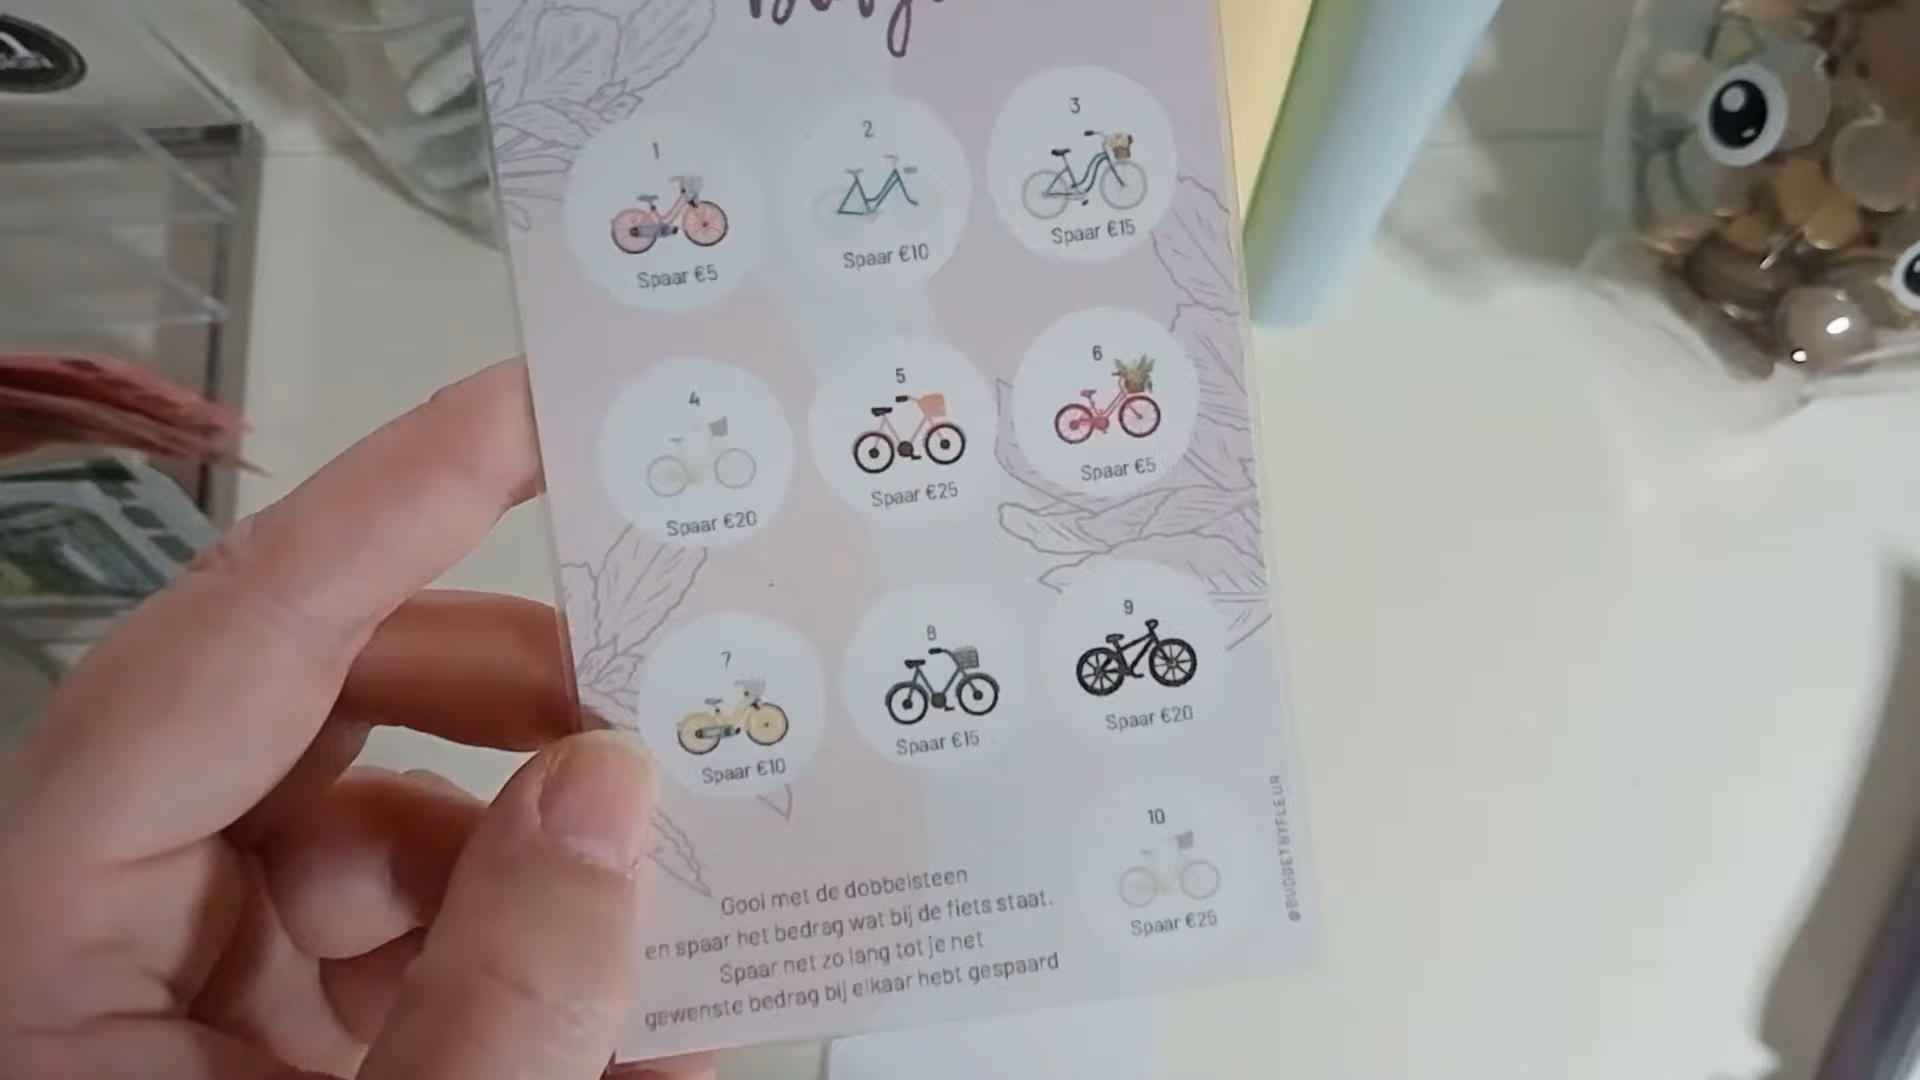 1
2
3
Spaar €5
Spaar €10
Spaar €15
4
5
6
Spaar €20
Spaar €25
Spaar €5
7
8
9
Spaar €10
Spaar €15
Spaar €20
10
Spaar €25
Gooi met de dobbelsteen
en spaar het bedrag wat bij de fiets staat.
Spaar net zo lang tot je het
gewenste bedrag bij elkaar hebt gespaard
@BUDGETBYFLEUR